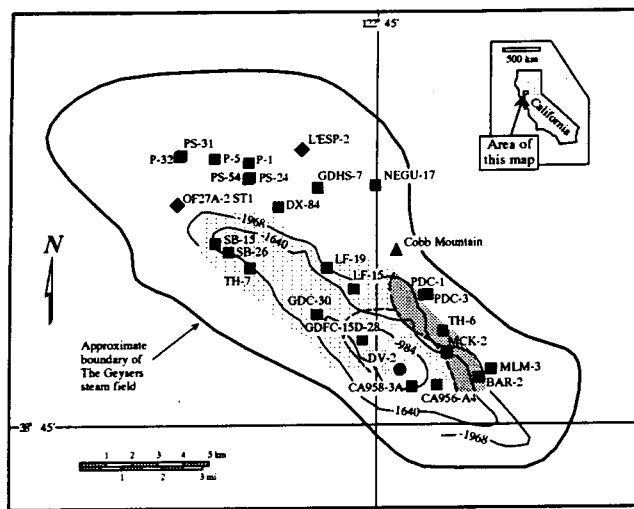 122 45
500 km
California
Area of
this map
PS-31
P-32
P-5
P-1
L'ESP-2
PS-54
PS-24
GDHS-7
NEGU-17
OF27A-2 ST1
DX-84
-1968
-1640
SB-15
SB-26
TH-7
LF-19
LF-15
Cobb Mountain
PDC-1
PDC-3
GDC-30
TH-6
GDFC-15D-28
-984
MCK-2
DV-2
MLM-3
BAR-2
CA958-3A
CA956-A4
1640
-1968
N
Approximate
boundary of
The Geysers
steam field
38 45
1 2 3 4 5 km
1 2 3 mi